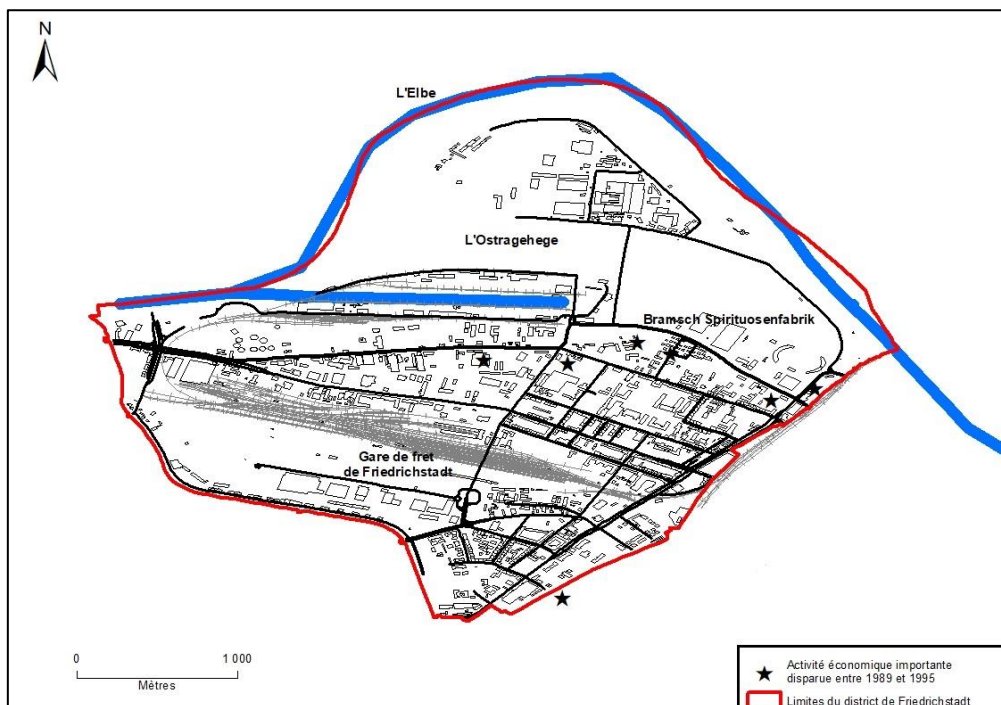 N
L'Elbe
L'Ostragehege
Bramsch Spirituosenfabrik
Gare de fret
de Friedrichstadt
0 1 000
Mètres
Activité économique importante
disparue entre 1989 et 1995
Limites du district de Friedrichstadt